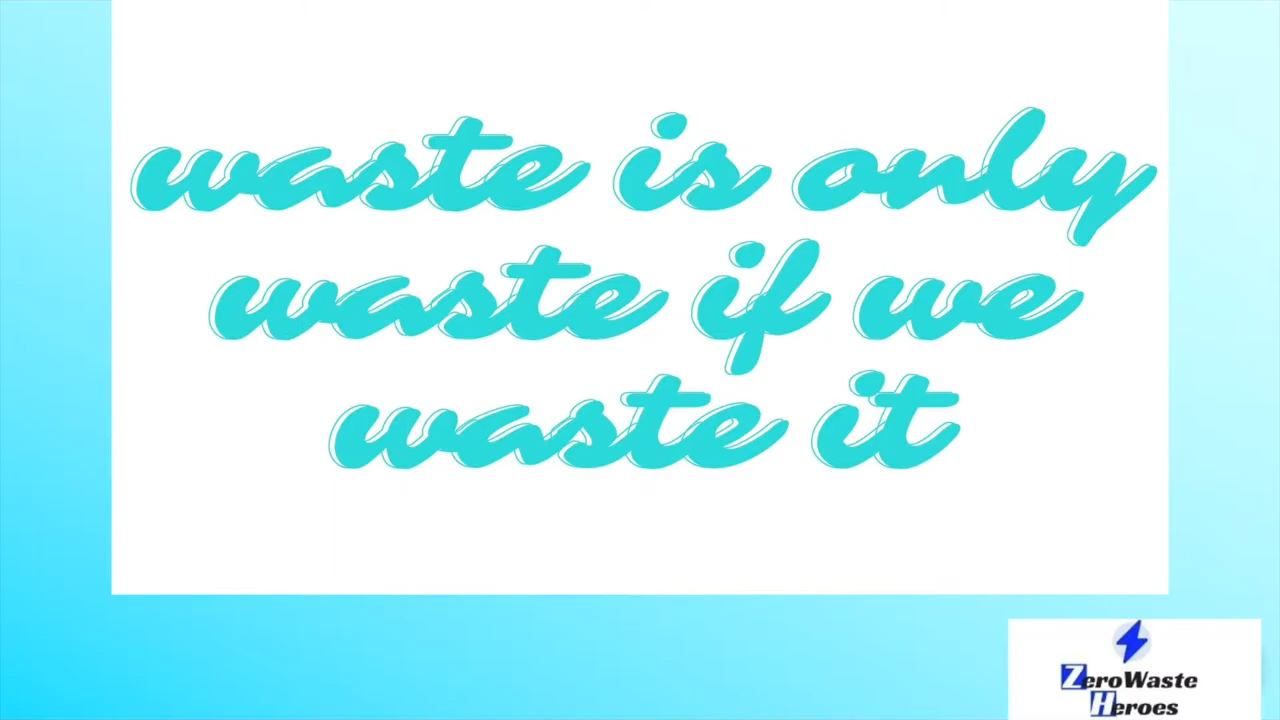 waste is only
waste if we
waste it
ZeroWaste
Heroes